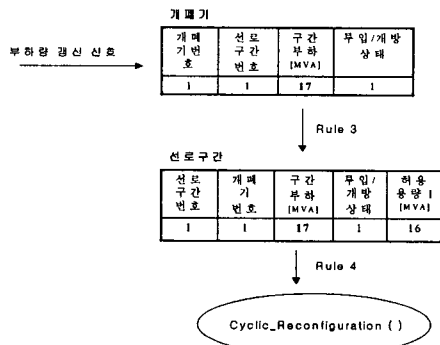 개폐기
부하량 갱신 신호
개폐
기번
호
선로
구간
번호
구간
부하
[MVA]
투입/개방
상태
1 1 17 1
Rule 3
선로구간
선로
구간
번호
개폐
기
번호
구간
부하
[MVA]
투입/
개방
상태
허용
용량 I
[MVA]
1 1 17 1 16
Rule 4
Cyclic_Reconfiguration ( )